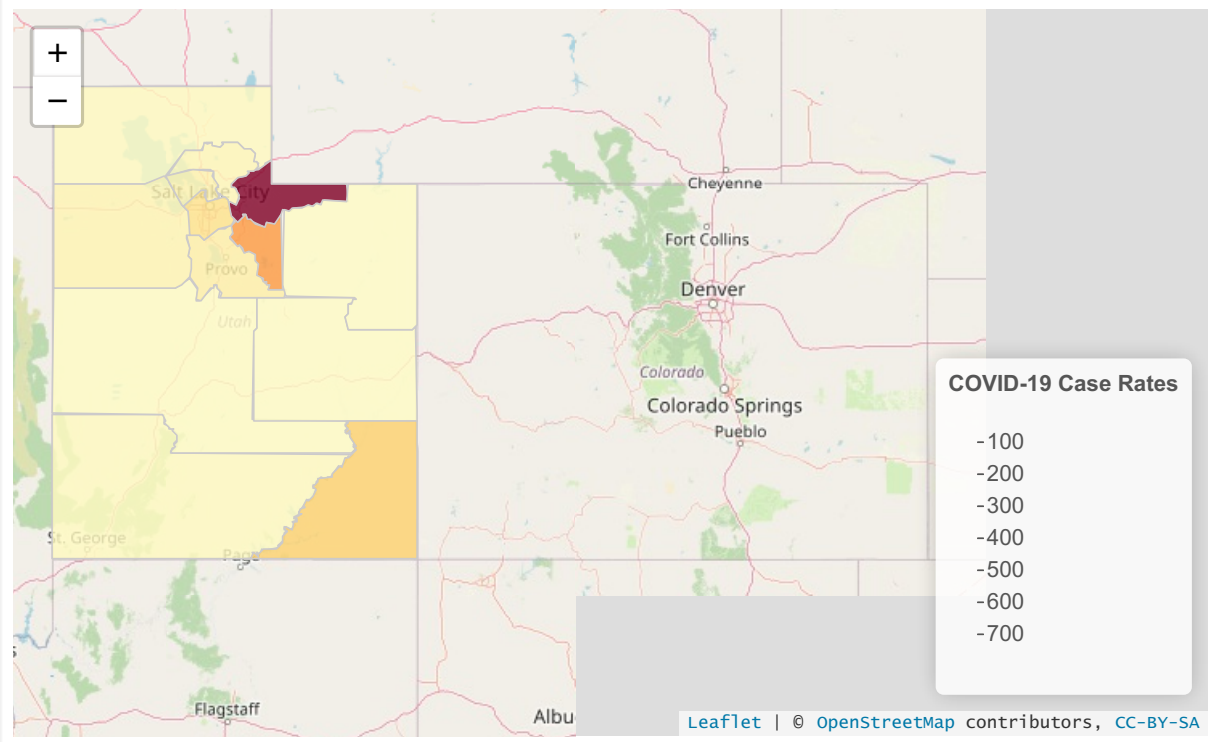 +
−
Salt Lake City
Cheyenne
Fort Collins
Provo
Denver
Utah
Colorado
COVID-19 Case Rates
Colorado Springs
Pueblo
-100
-200
-300
-400
-500
-600
-700
St. George
Page
Flagstaff
Albu
Leaflet | © OpenStreetMap contributors, CC-BY-SA